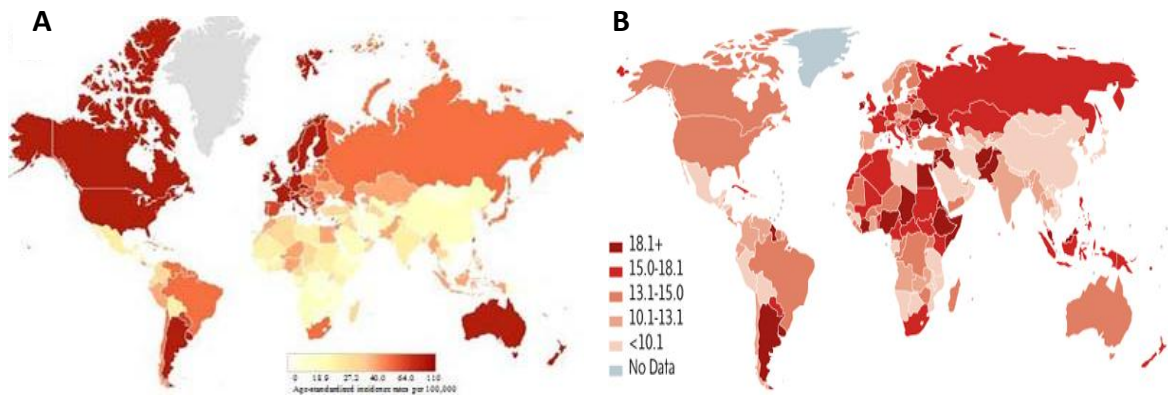 A
B
0 18.9 27.2 40.0 64.0 110
Age-standardized incidence rates per 100,000
18.1+
15.0-18.1
13.1-15.0
10.1-13.1
<10.1
No Data